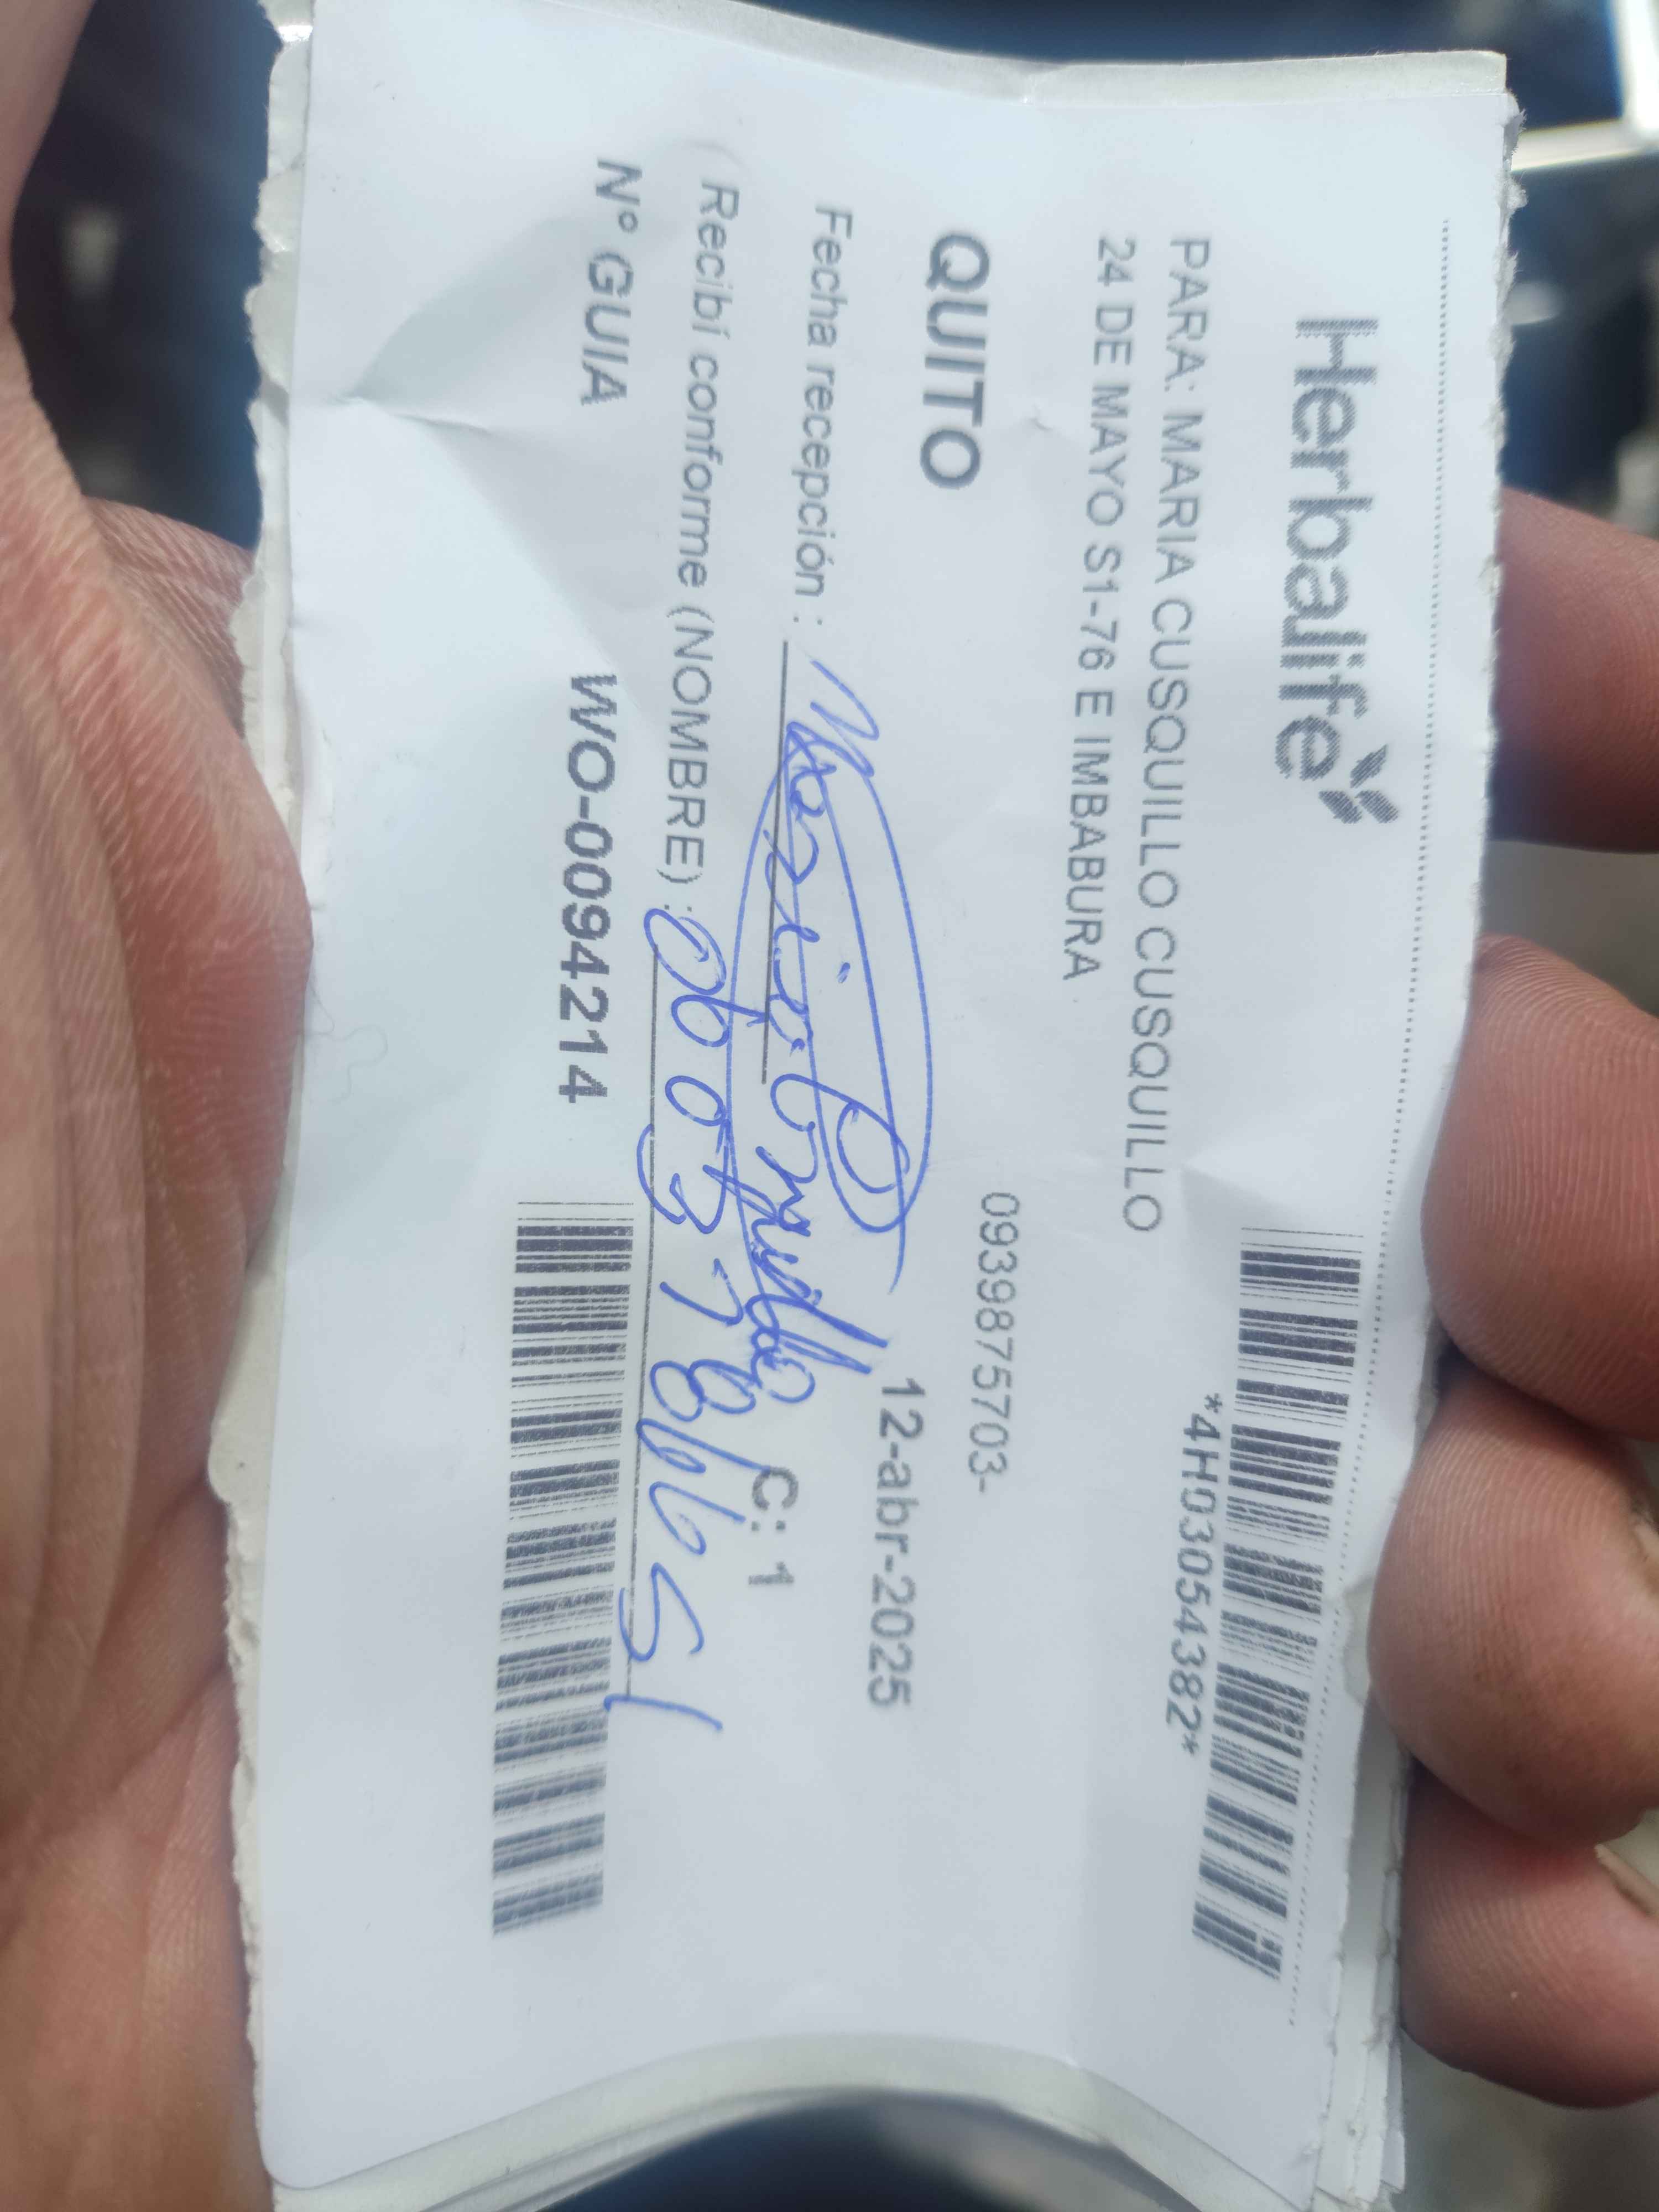 Herbalife
*4H03054382*
PARA: MARIA CUSQUILLO CUSQUILLO
24 DE MAYO S1-76 E IMBABURA
0939875703-
QUITO
12-abr-2025
Fecha recepción : Maria
C: 1
Recibí conforme (NOMBRE) :
Nº GUIA WO-0094214